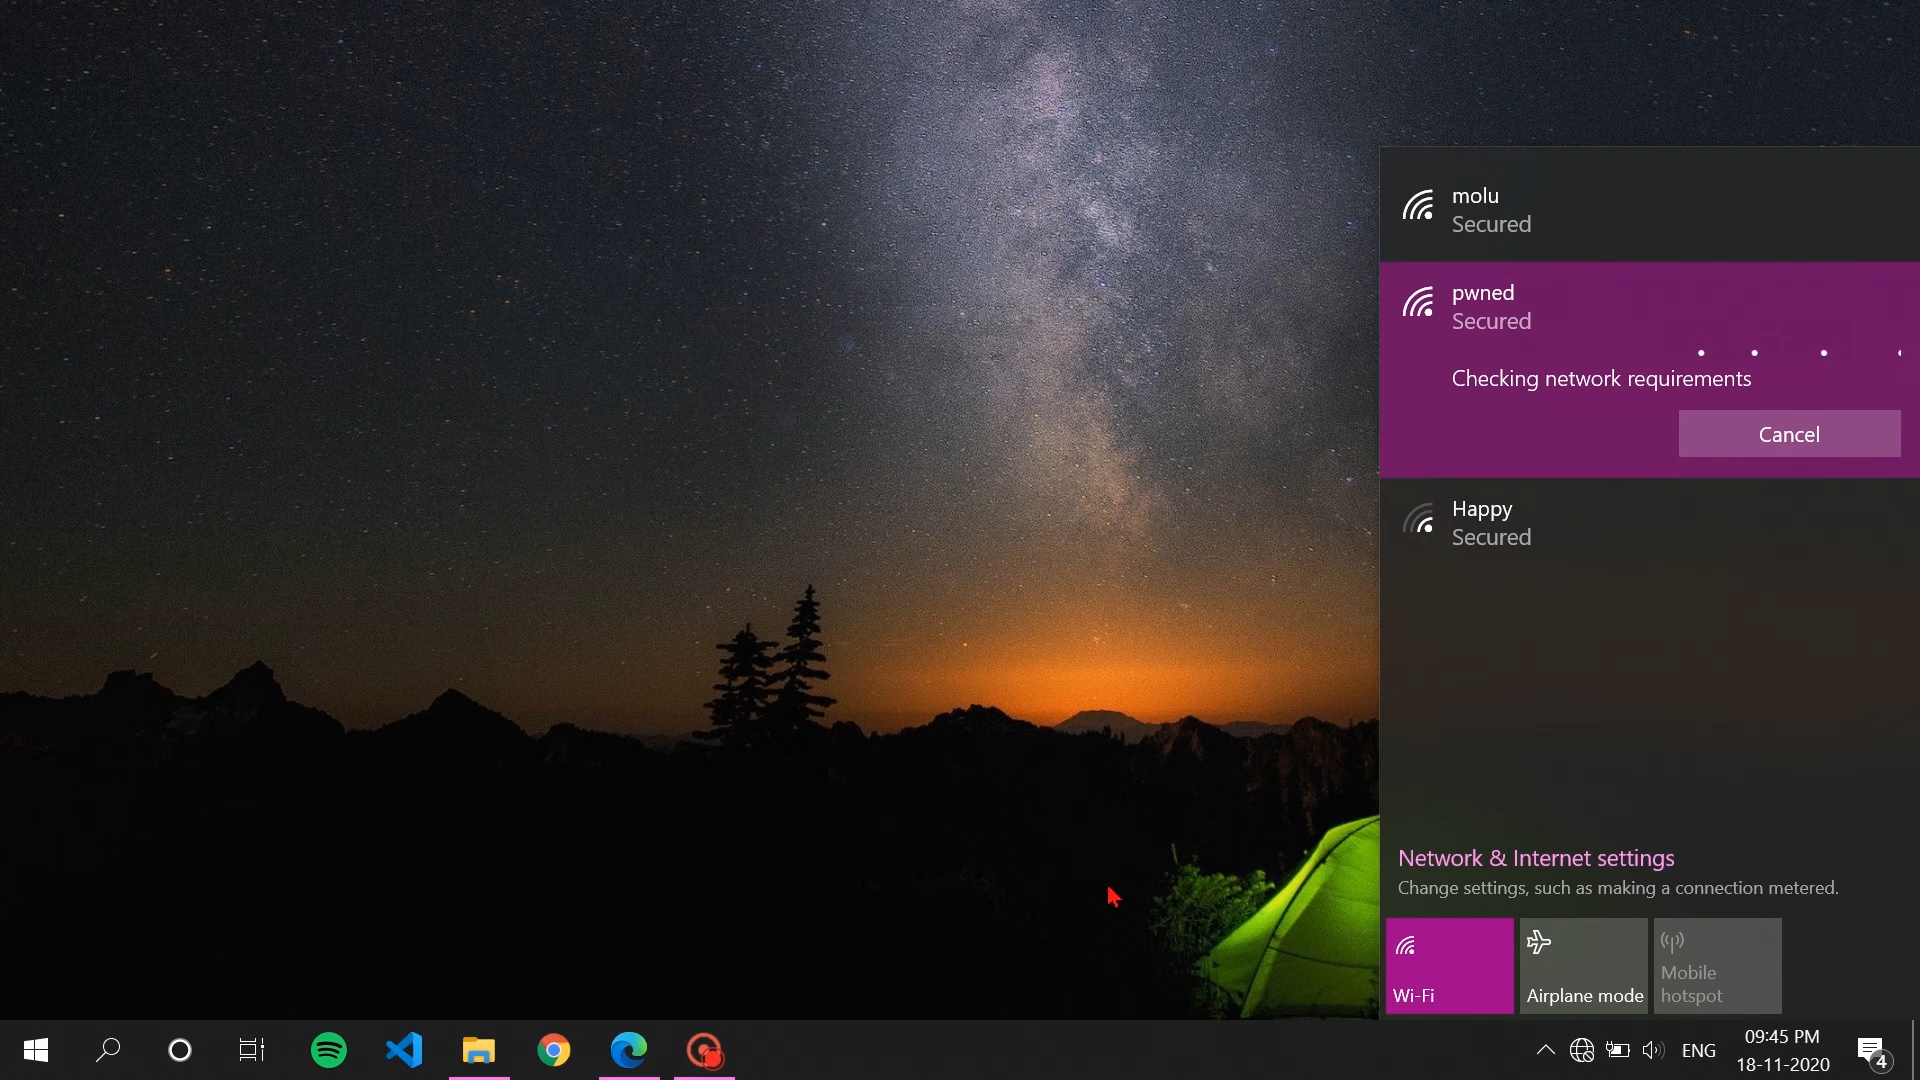 molu
Secured
pwned
Secured
Checking network requirements
Cancel
Happy
Secured
Network & Internet settings
Change settings, such as making a connection metered.
Wi-Fi
Airplane mode
Mobile
hotspot
ENG
09:45 PM
18-11-2020
4